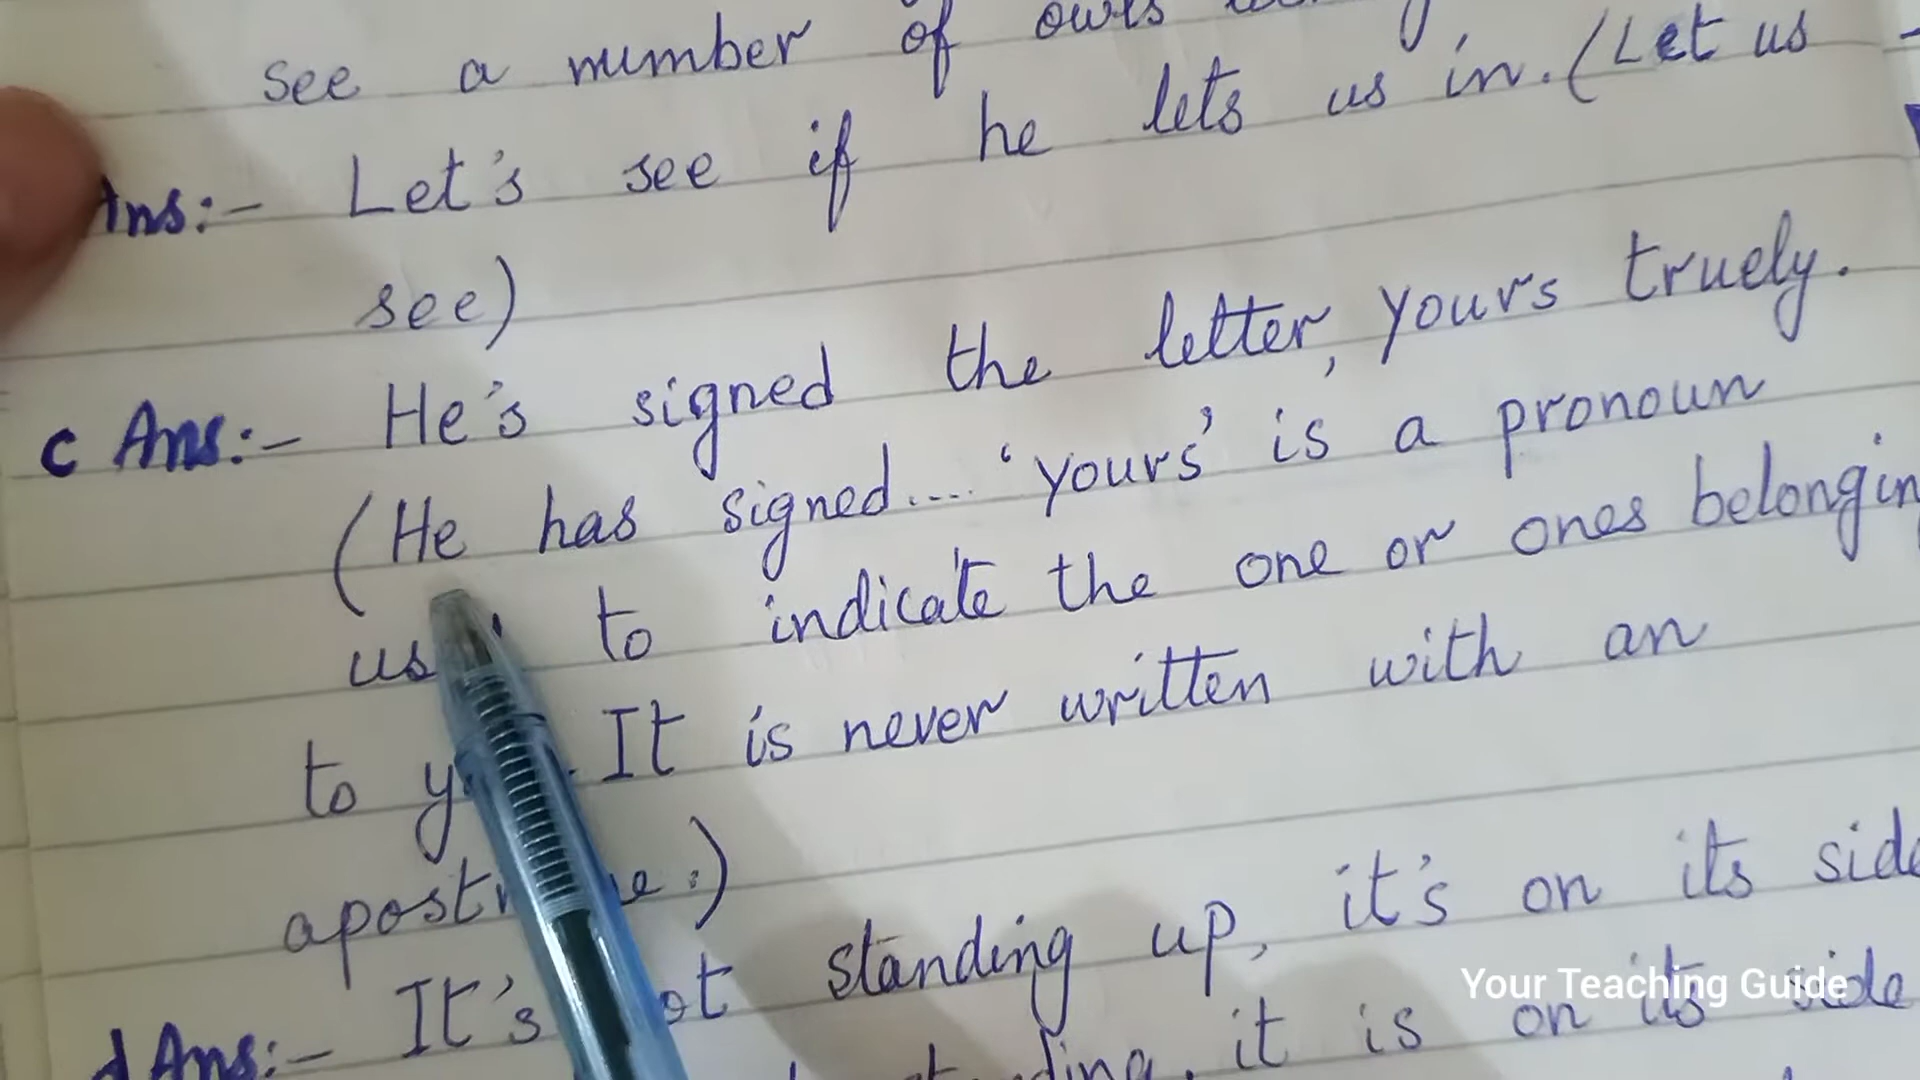 see a number of owls
Ans:- Let's see if he lets us in. (Let us
see)
c Ans:- He's signed the letter, yours truely.
(He has signed.... 'yours' is a pronoun
to indicate the one or ones belongin
to It is never written with an
d Ans:- It's standing up, it's on its side
it is on its side
Your Teaching Guide